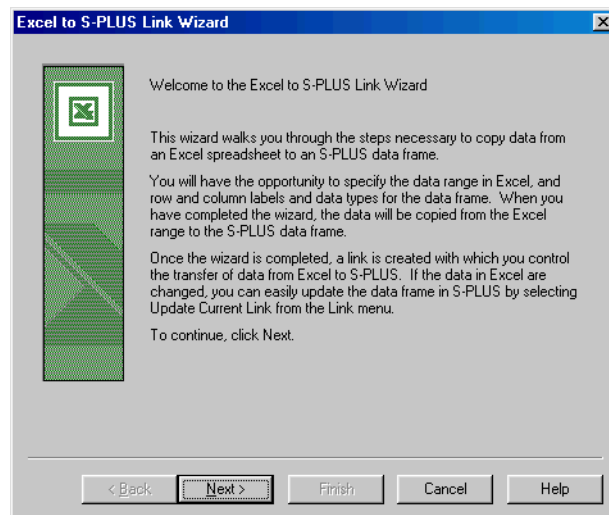 Excel to S-PLUS Link Wizard
Welcome to the Excel to S-PLUS Link Wizard
This wizard walks you through the steps necessary to copy data from
an Excel spreadsheet to an S-PLUS data frame.
You will have the opportunity to specify the data range in Excel, and
row and column labels and data types for the data frame. When you
have completed the wizard, the data will be copied from the Excel
range to the S-PLUS data frame.
Once the wizard is completed, a link is created with which you control
the transfer of data from Excel to S-PLUS. If the data in Excel are
changed, you can easily update the data frame in S-PLUS by selecting
Update Current Link from the Link menu.
To continue, click Next.
< Back Next > Finish Cancel Help